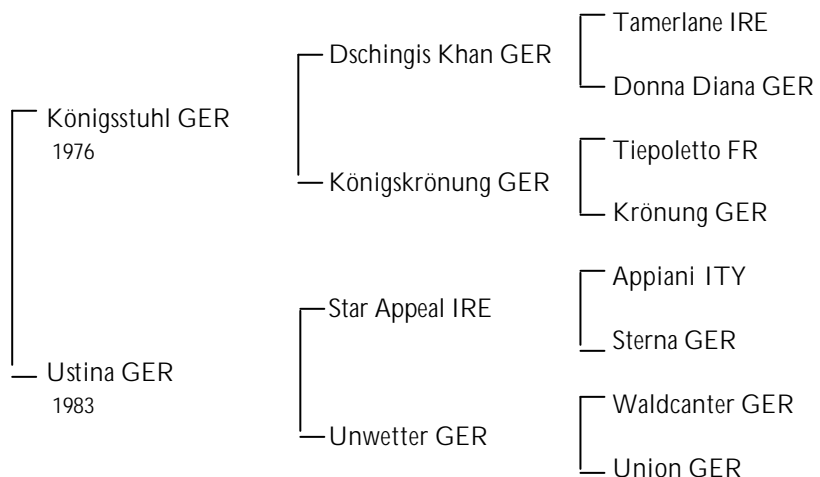 Tamerlane IRE
Dschingis Khan GER
Donna Diana GER
Königsstuhl GER
1976
Tiepoletto FR
Königskrönung GER
Krönung GER
Appiani ITY
Star Appeal IRE
Sterna GER
Ustina GER
1983
Waldcanter GER
Unwetter GER
Union GER